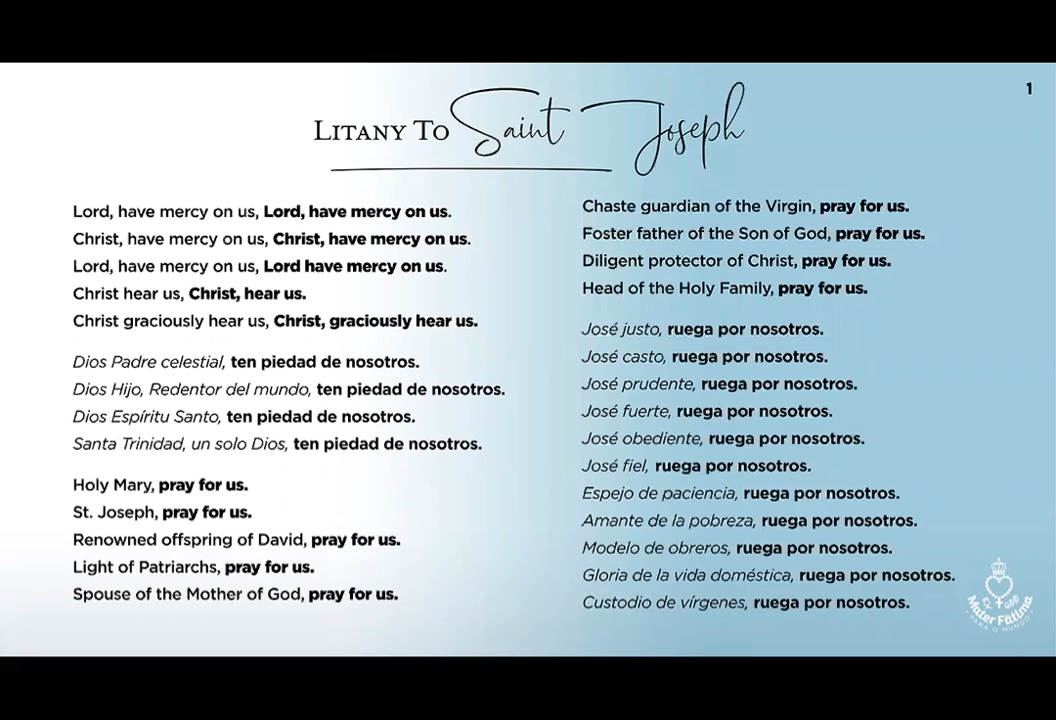 LITANY TO Saint Joseph
1
Lord, have mercy on us, Lord, have mercy on us.
Christ, have mercy on us, Christ, have mercy on us.
Lord, have mercy on us, Lord have mercy on us.
Christ hear us, Christ, hear us.
Christ graciously hear us, Christ, graciously hear us.
Dios Padre celestial, ten piedad de nosotros.
Dios Hijo, Redentor del mundo, ten piedad de nosotros.
Dios Espíritu Santo, ten piedad de nosotros.
Santa Trinidad, un solo Dios, ten piedad de nosotros.
Holy Mary, pray for us.
St. Joseph, pray for us.
Renowned offspring of David, pray for us.
Light of Patriarchs, pray for us.
Spouse of the Mother of God, pray for us.
Chaste guardian of the Virgin, pray for us.
Foster father of the Son of God, pray for us.
Diligent protector of Christ, pray for us.
Head of the Holy Family, pray for us.
José justo, ruega por nosotros.
José casto, ruega por nosotros.
José prudente, ruega por nosotros.
José fuerte, ruega por nosotros.
José obediente, ruega por nosotros.
José fiel, ruega por nosotros.
Espejo de paciencia, ruega por nosotros.
Amante de la pobreza, ruega por nosotros.
Modelo de obreros, ruega por nosotros.
Gloria de la vida doméstica, ruega por nosotros.
Custodio de vírgenes, ruega por nosotros.
Mater Fátima
PARA O MUNDO